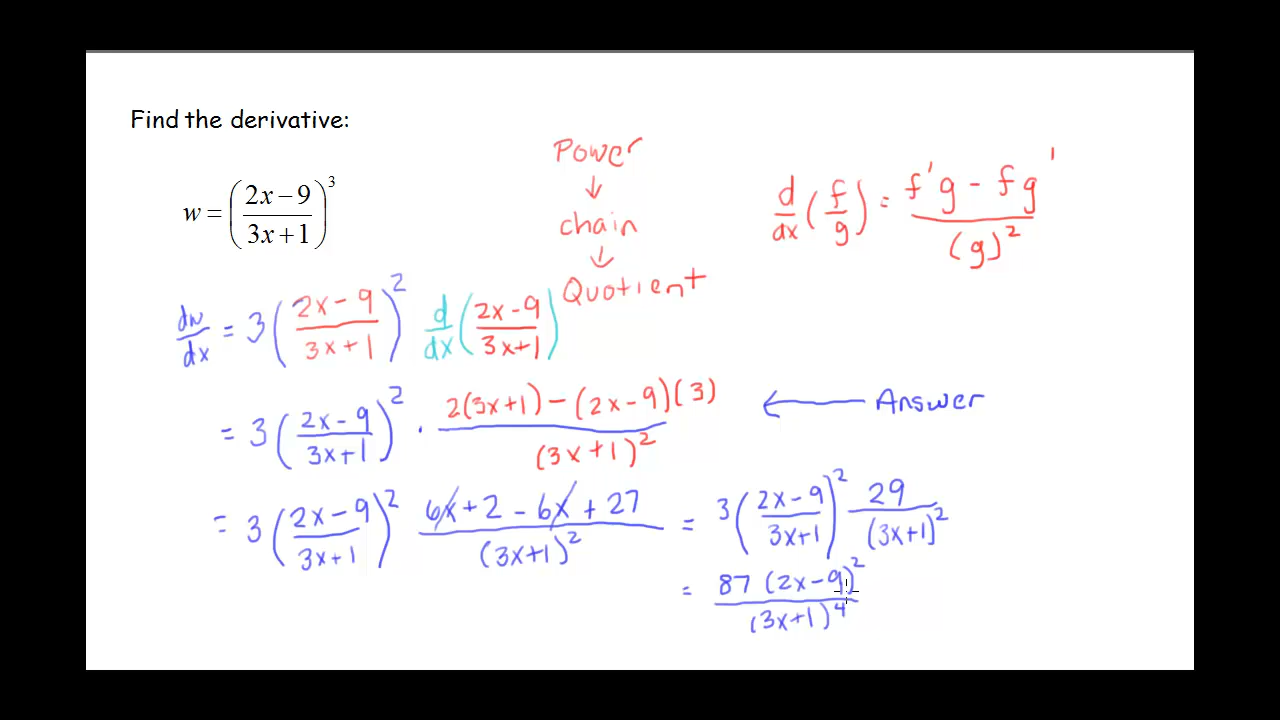 Find the derivative:
w = ((2x − 9)/(3x + 1))³
Power
↓
chain
↓
Quotient
d/dx (f/g) = (f'g − fg')/(g)²
dw/dx = 3((2x − 9)/(3x + 1))² d/dx((2x − 9)/(3x + 1))
= 3((2x − 9)/(3x + 1))² · (2(3x + 1) − (2x − 9)(3))/(3x + 1)² ← Answer
= 3((2x − 9)/(3x + 1))² (6x + 2 − 6x + 27)/(3x + 1)² = 3((2x − 9)/(3x + 1))² 29/(3x + 1)²
= 87(2x − 9)²/(3x + 1)⁴